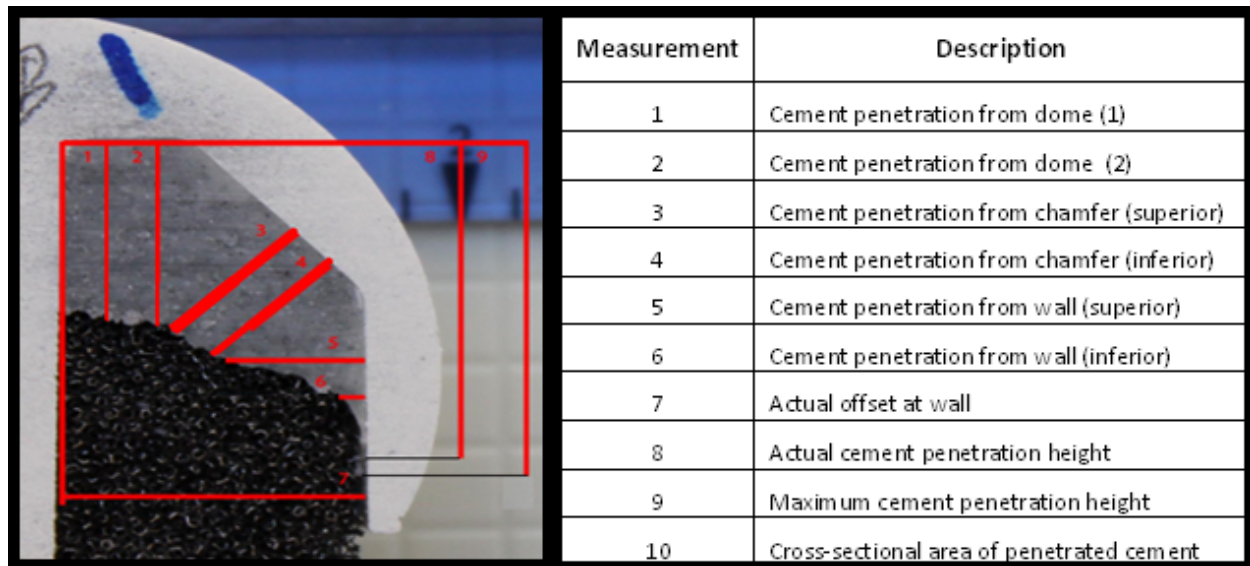 1 2 8 9
3
4
5
6
7
Measurement Description
1 Cement penetration from dome (1)
2 Cement penetration from dome (2)
3 Cement penetration from chamfer (superior)
4 Cement penetration from chamfer (inferior)
5 Cement penetration from wall (superior)
6 Cement penetration from wall (inferior)
7 Actual offset at wall
8 Actual cement penetration height
9 Maximum cement penetration height
10 Cross-sectional area of penetrated cement